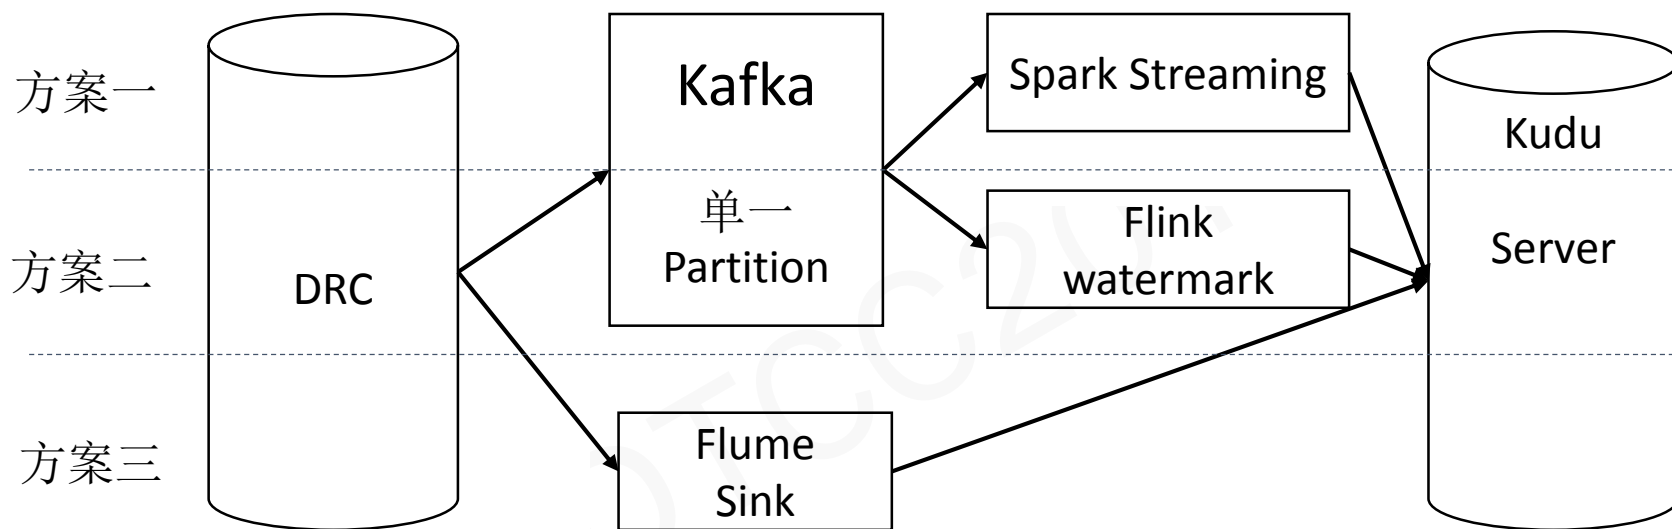 方案一
Kafka
Spark Streaming
Kudu
单一
Partition
Flink
watermark
Server
方案二
DRC
方案三
Flume
Sink